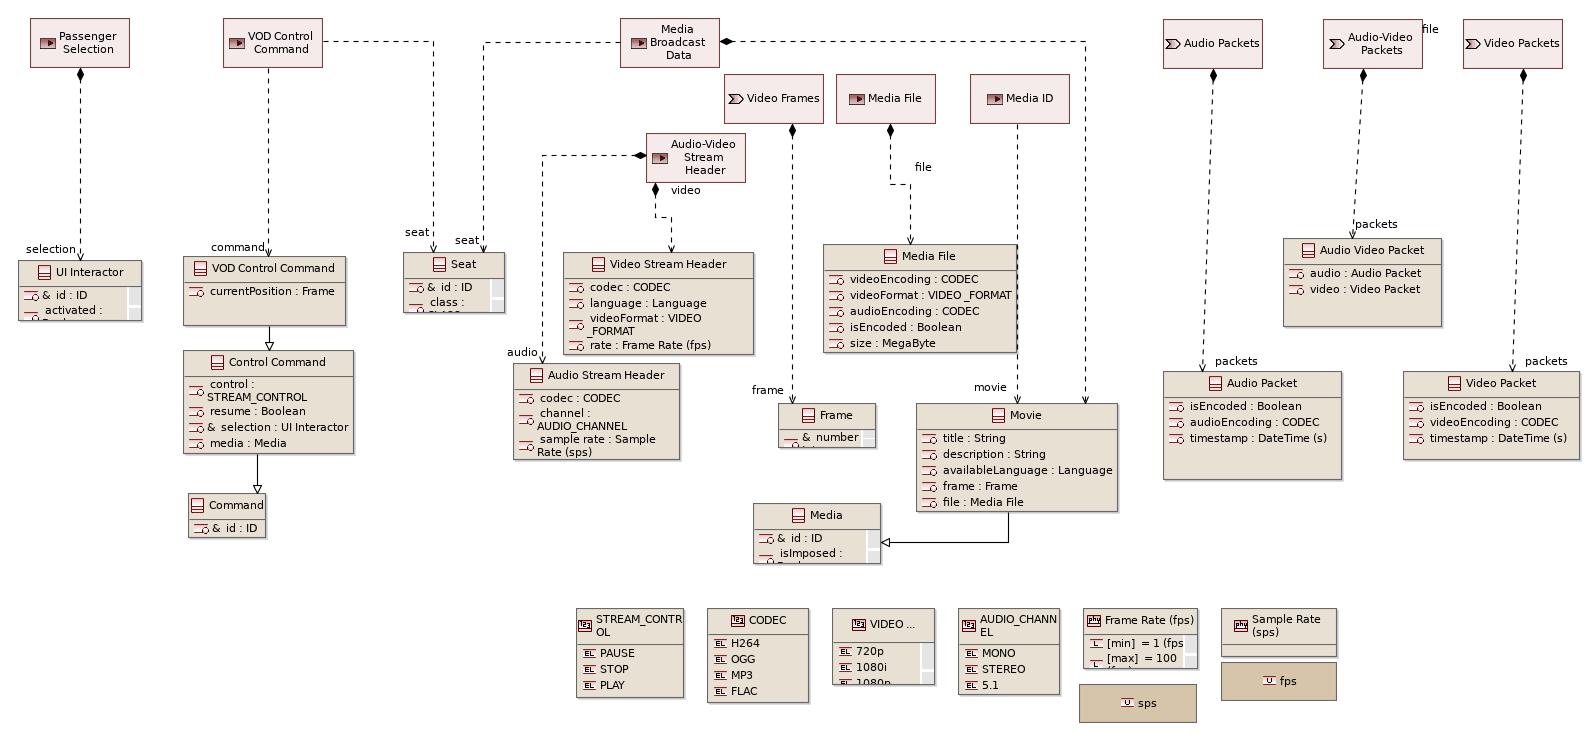 Passenger
Selection
VOD Control
Command
Media
Broadcast
Data
Audio Packets
Audio-Video
Packets
file
Video Packets
Video Frames
Media File
Media ID
Audio-Video
Stream
Header
video
file
selection
command
seat
seat
packets
UI Interactor
& id : ID
activated :
VOD Control Command
currentPosition : Frame
Seat
& id : ID
class :
Video Stream Header
codec : CODEC
language : Language
videoFormat : VIDEO
_FORMAT
rate : Frame Rate (fps)
Media File
videoEncoding : CODEC
videoFormat : VIDEO_FORMAT
audioEncoding : CODEC
isEncoded : Boolean
size : MegaByte
Audio Video Packet
audio : Audio Packet
video : Video Packet
Control Command
control :
STREAM_CONTROL
resume : Boolean
& selection : UI Interactor
media : Media
audio
Audio Stream Header
codec : CODEC
channel :
AUDIO_CHANNEL
sample rate : Sample
Rate (sps)
frame
Frame
& number
movie
Movie
title : String
description : String
availableLanguage : Language
frame : Frame
file : Media File
packets
Audio Packet
isEncoded : Boolean
audioEncoding : CODEC
timestamp : DateTime (s)
packets
Video Packet
isEncoded : Boolean
videoEncoding : CODEC
timestamp : DateTime (s)
Command
& id : ID
Media
& id : ID
isImposed :
STREAM_CONTR
OL
PAUSE
STOP
PLAY
CODEC
H264
OGG
MP3
FLAC
VIDEO ...
720p
1080i
1080p
AUDIO_CHANN
EL
MONO
STEREO
5.1
Frame Rate (fps)
[min] = 1 (fps
[max] = 100
Sample Rate
(sps)
sps
fps